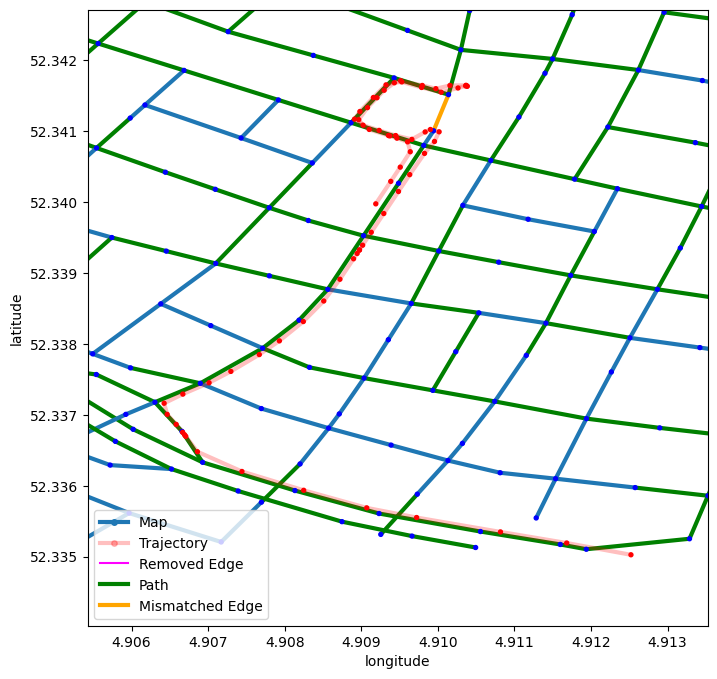 52.342
52.341
52.340
52.339
52.338
52.337
52.336
52.335
latitude
Map
Trajectory
Removed Edge
Path
Mismatched Edge
4.906 4.907 4.908 4.909 4.910 4.911 4.912 4.913
longitude